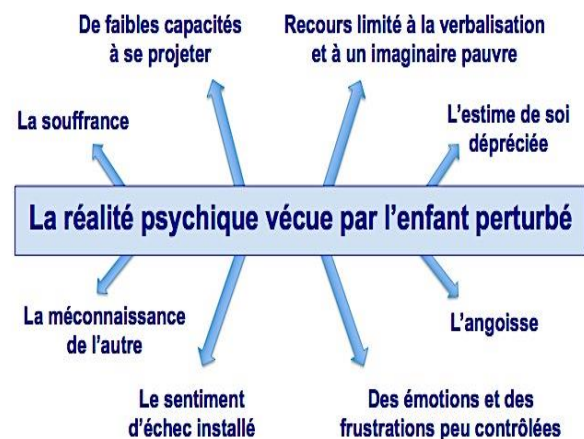 De faibles capacités
à se projeter
Recours limité à la verbalisation
et à un imaginaire pauvre
La souffrance
L'estime de soi
dépréciée
La réalité psychique vécue par l'enfant perturbé
La méconnaissance
de l'autre
L'angoisse
Le sentiment
d'échec installé
Des émotions et des
frustrations peu contrôlées